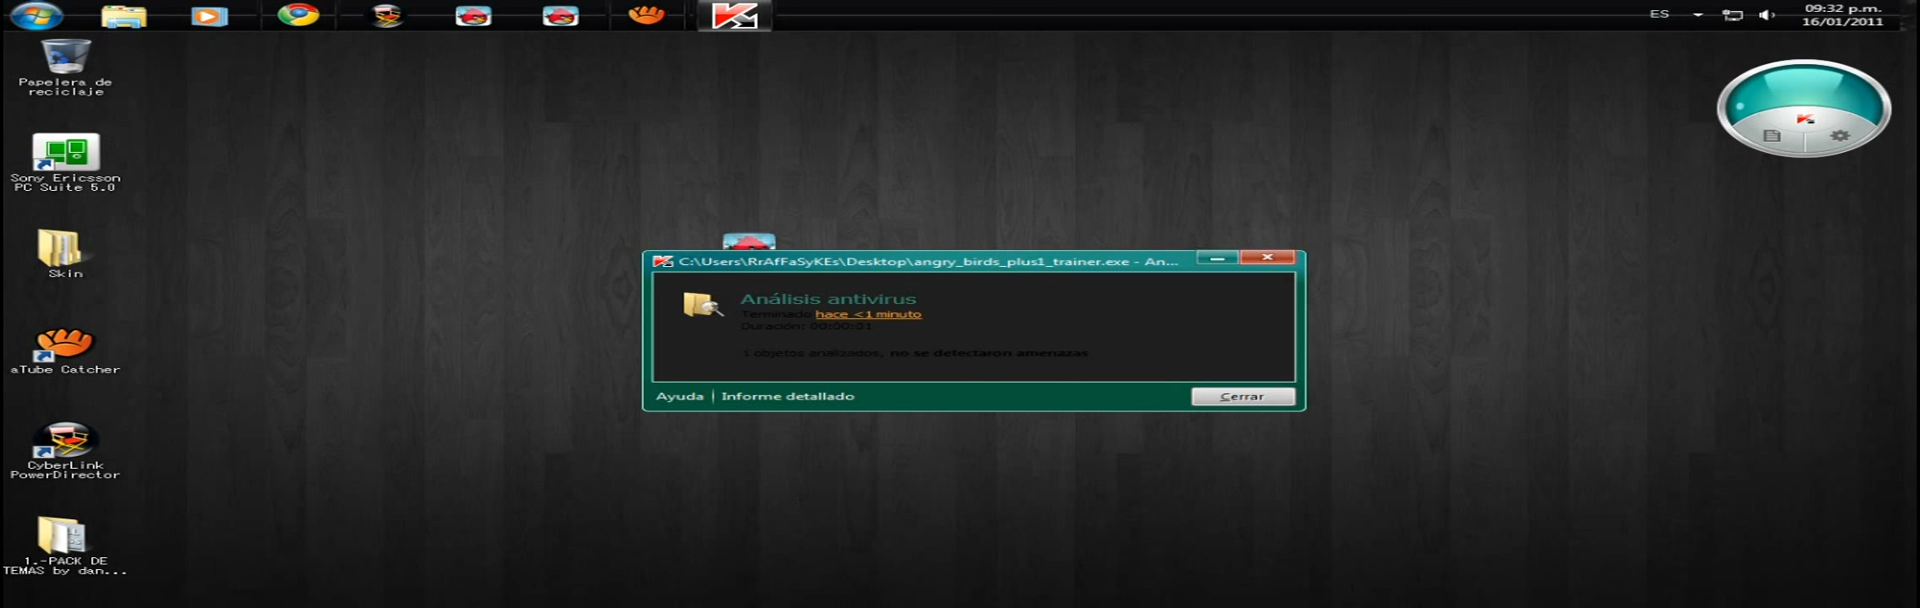 ES
09:32 p.m.
16/01/2011
Papelera de
reciclaje
Sony Ericsson
PC Suite 5.0
Skin
aTube Catcher
CyberLink
PowerDirector
1.-PACK DE
TEMAS by dan...
C:\Users\RrAfFaSyKEs\Desktop\angry_birds_plus1_trainer.exe - An...
Análisis antivirus
Terminado hace <1 minuto
Duración: 00:00:01
1 objetos analizados, no se detectaron amenazas
Ayuda | Informe detallado
Cerrar